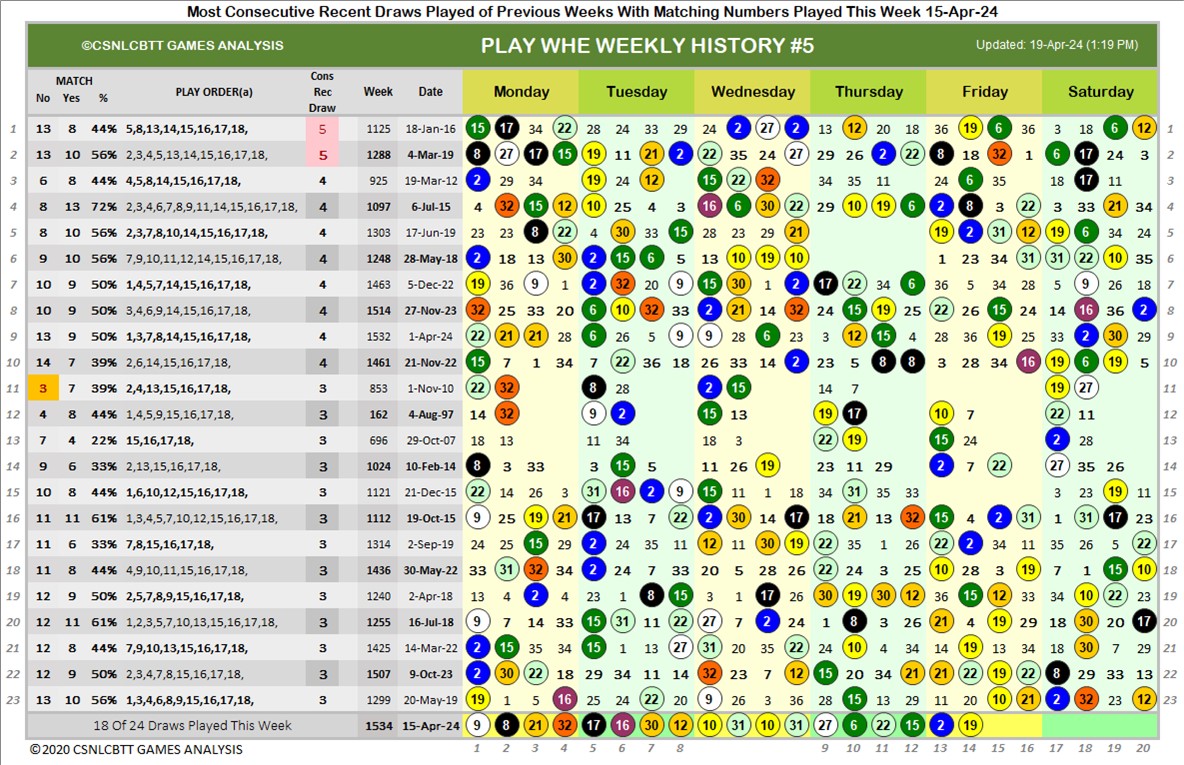 Most Consecutive Recent Draws Played of Previous Weeks With Matching Numbers Played This Week 15-Apr-24
©CSNLCBTT GAMES ANALYSIS PLAY WHE WEEKLY HISTORY #5 Updated: 19-Apr-24 (1:19 PM)
No MATCH Yes % PLAY ORDER(a) Cons Rec Draw Week Date Monday Tuesday Wednesday Thursday Friday Saturday
1 13 8 44% 5,8,13,14,15,16,17,18, 5 1125 18-Jan-16 15 17 34 22 28 24 33 29 24 2 27 2 13 12 20 18 36 19 6 36 3 18 6 12 1
2 13 10 56% 2,3,4,5,13,14,15,16,17,18, 5 1288 4-Mar-19 8 27 17 15 19 11 21 2 22 35 24 27 29 26 2 22 8 18 32 1 6 17 24 3 2
3 6 8 44% 4,5,8,14,15,16,17,18, 4 925 19-Mar-12 2 29 34 19 24 12 15 22 32 34 35 11 24 6 35 18 17 11 3
4 9 13 72% 2,3,4,6,7,8,9,11,14,15,16,17,18, 4 1097 6-Jul-15 4 32 15 12 10 25 4 3 16 6 30 22 29 10 19 6 2 8 3 22 3 33 21 34 4
5 8 10 56% 2,3,7,8,10,14,15,16,17,18, 4 1303 17-Jun-19 23 23 8 22 4 30 33 15 28 23 29 21 19 2 31 12 19 6 34 24 5
6 9 10 56% 7,9,10,11,12,14,15,16,17,18, 4 1248 28-May-18 2 18 13 30 2 15 6 5 13 10 19 10 1 23 34 31 31 22 10 35 6
7 10 9 50% 1,4,5,7,14,15,16,17,18, 4 1463 5-Dec-22 19 36 9 1 2 32 20 9 15 30 1 2 17 22 34 6 36 5 34 28 5 9 26 18 7
8 10 9 50% 3,4,6,9,14,15,16,17,18, 4 1514 27-Nov-23 32 25 33 20 6 10 32 33 2 21 14 32 24 15 19 25 22 26 15 24 14 16 36 2 8
9 13 50% 1,3,7,8,14,15,16,17,18, 4 1532 1-Apr-24 22 21 21 28 6 26 5 9 9 28 6 23 3 12 15 4 28 36 19 25 33 2 30 29 9
10 14 7 39% 2,6,14,15,16,17,18, 4 1461 21-Nov-22 15 7 1 34 7 22 36 18 26 33 14 2 23 5 8 8 3 28 34 16 19 6 19 5 10
11 3 7 39% 2,4,13,15,16,17,18, 3 853 1-Nov-10 22 32 8 28 2 15 14 7 19 27 11
12 4 8 44% 1,4,5,9,15,16,17,18, 3 162 4-Aug-97 14 32 9 2 15 13 19 17 10 7 22 11 12
13 7 4 22% 15,16,17,18, 3 696 29-Oct-07 18 13 11 34 18 3 22 19 15 24 2 28 13
14 9 6 33% 2,13,15,16,17,18, 3 1024 10-Feb-14 8 3 33 3 15 5 11 26 19 23 11 29 2 7 22 27 35 26 14
15 10 8 44% 1,6,10,12,15,16,17,18, 3 1121 21-Dec-15 22 14 26 3 31 16 2 9 15 11 1 18 34 31 35 33 3 23 19 11 15
16 11 11 61% 1,3,4,5,7,10,12,15,16,17,18, 3 1112 19-Oct-15 9 25 19 21 17 13 7 22 2 30 14 17 18 21 13 32 15 4 2 31 1 31 17 23 16
17 11 6 33% 7,8,15,16,17,18, 3 1314 2-Sep-19 24 25 15 29 2 24 35 11 12 11 30 19 22 35 1 26 22 2 34 11 35 26 5 22 17
18 11 8 44% 4,9,10,11,15,16,17,18, 3 1436 30-May-22 33 31 32 34 2 24 7 33 20 5 28 26 22 24 3 25 10 28 3 19 7 1 15 10 18
19 12 50% 2,5,7,8,9,15,16,17,18, 3 1240 2-Apr-18 13 4 2 4 23 1 8 15 3 1 17 26 30 19 30 12 36 15 12 33 34 10 22 23 19
20 12 11 61% 1,2,3,5,7,10,13,15,16,17,18, 3 1255 16-Jul-18 9 7 14 33 15 31 11 22 27 7 2 24 1 8 3 26 21 4 19 29 18 30 20 17 20
21 12 8 44% 7,9,10,13,15,16,17,18, 3 1425 14-Mar-22 2 15 35 34 15 1 13 27 31 20 35 22 24 10 4 34 14 19 13 34 18 30 7 29 21
22 12 9 50% 3,4,7,8,15,16,17,18, 3 1507 9-Oct-23 2 30 22 18 29 34 11 14 32 23 7 12 15 20 34 21 21 22 19 22 8 29 33 13 22
23 13 10 56% 1,3,4,6,8,9,15,16,17,18, 3 1299 20-May-19 19 1 5 16 25 24 22 20 9 26 3 36 28 15 13 29 11 20 10 21 2 32 23 12 23
18 Of 24 Draws Played This Week 1534 15-Apr-24 9 8 21 32 17 16 30 12 10 31 10 31 27 6 22 15 2 19
© 2020 CSNLCBTT GAMES ANALYSIS 1 2 3 4 5 6 7 8 9 10 11 12 13 14 15 16 17 18 19 20